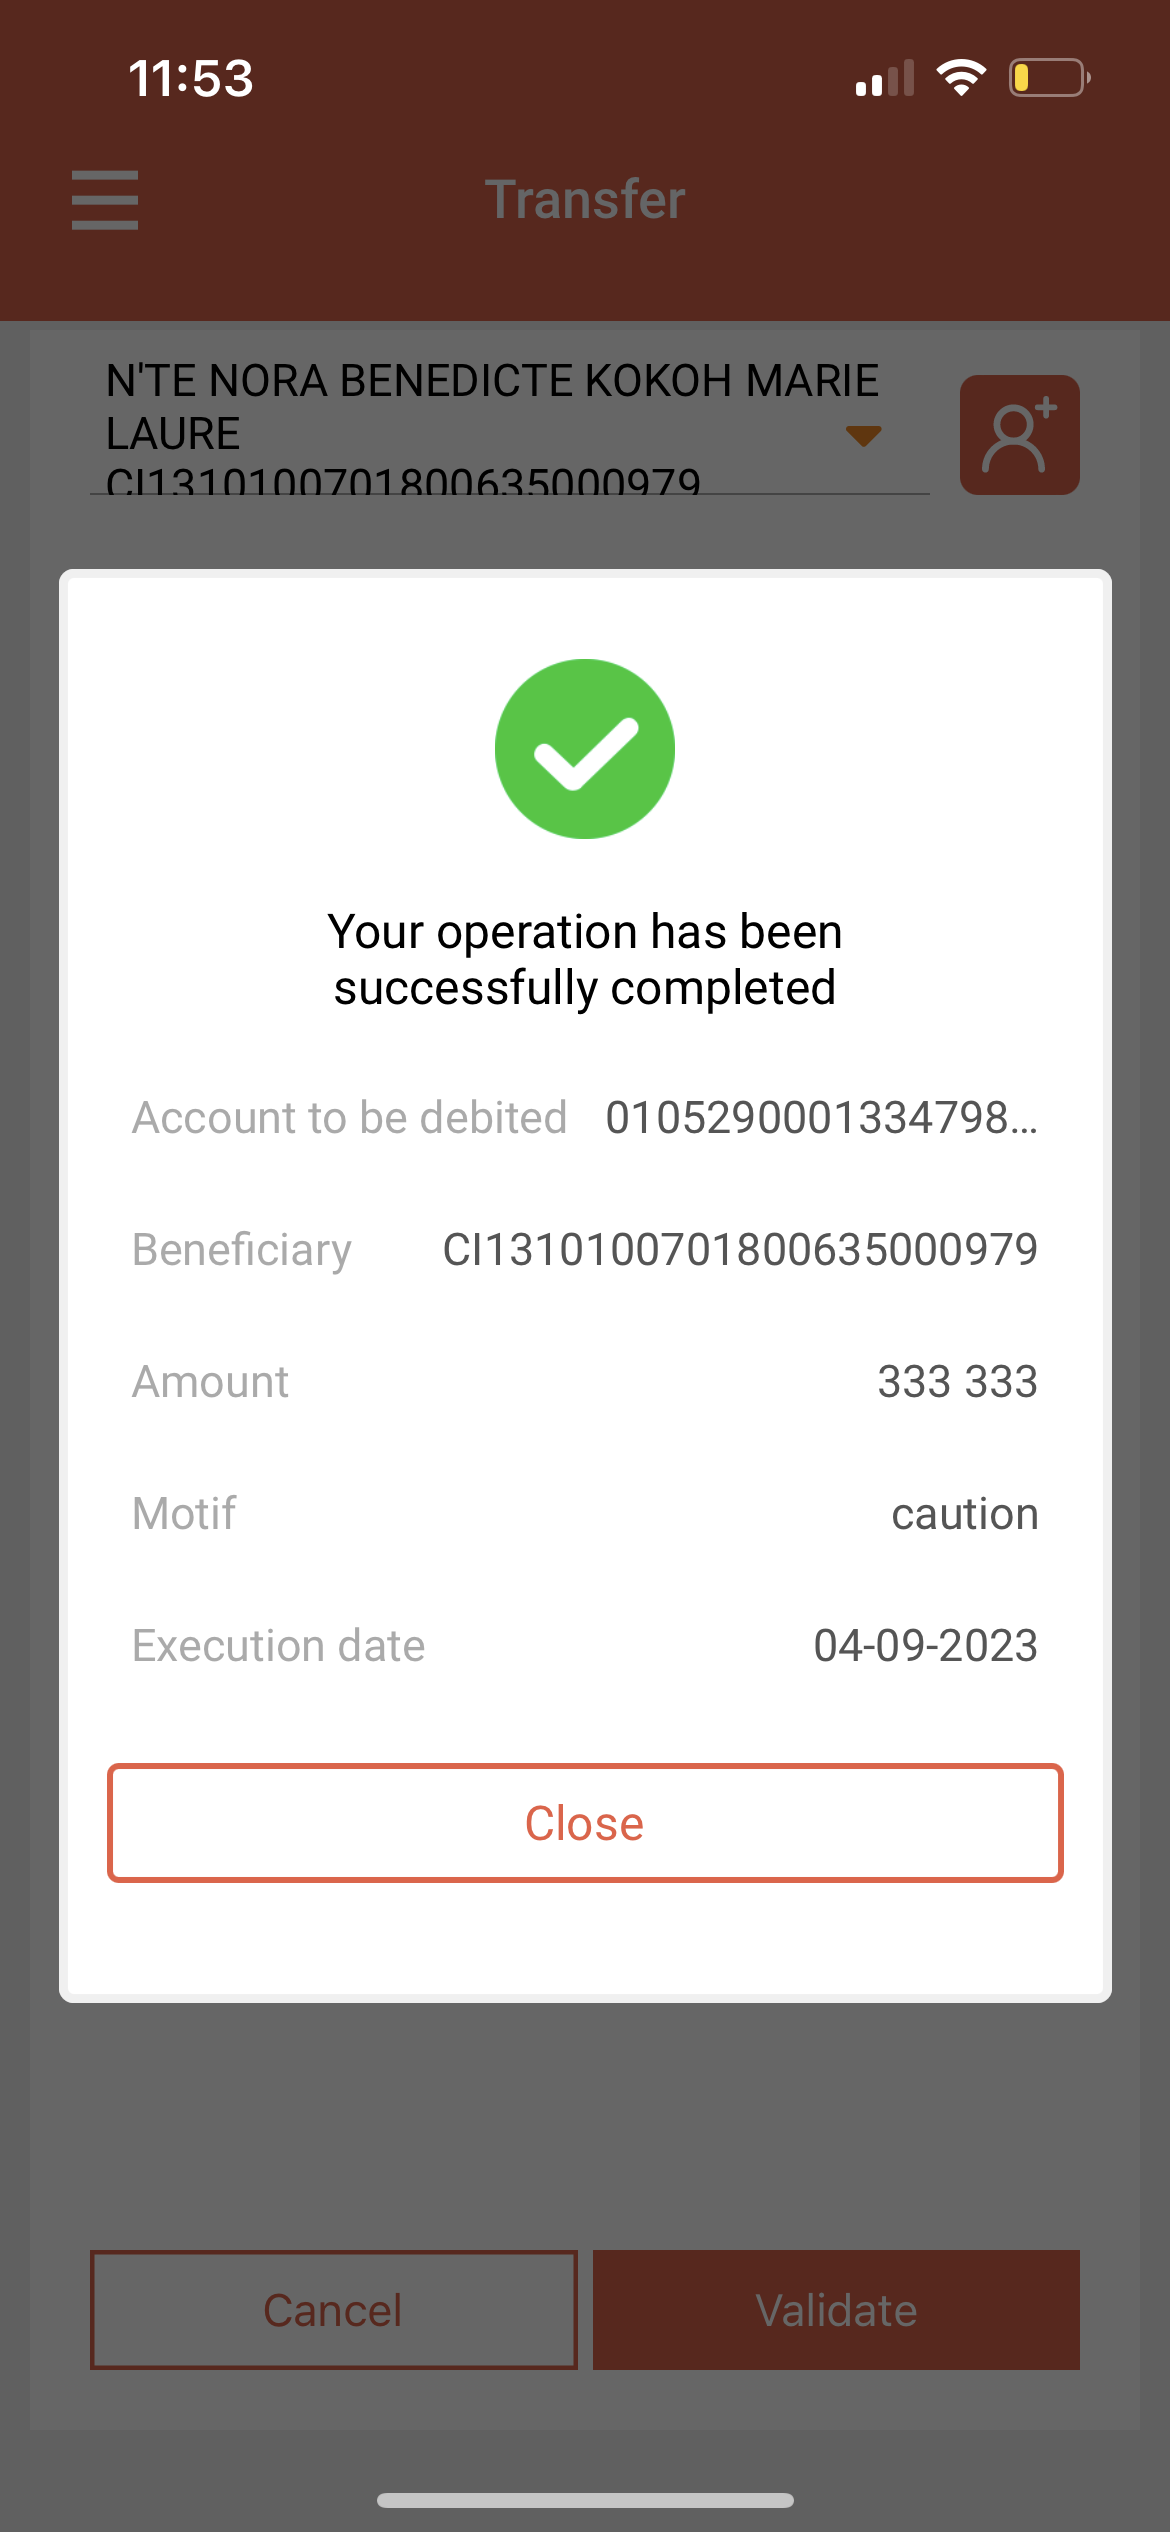 11:53
Transfer
N'TE NORA BENEDICTE KOKOH MARIE
LAURE
CI1310100701800635000979
Your operation has been
successfully completed
Account to be debited 0105290001334798...
Beneficiary CI1310100701800635000979
Amount 333 333
Motif caution
Execution date 04-09-2023
Close
Cancel Validate